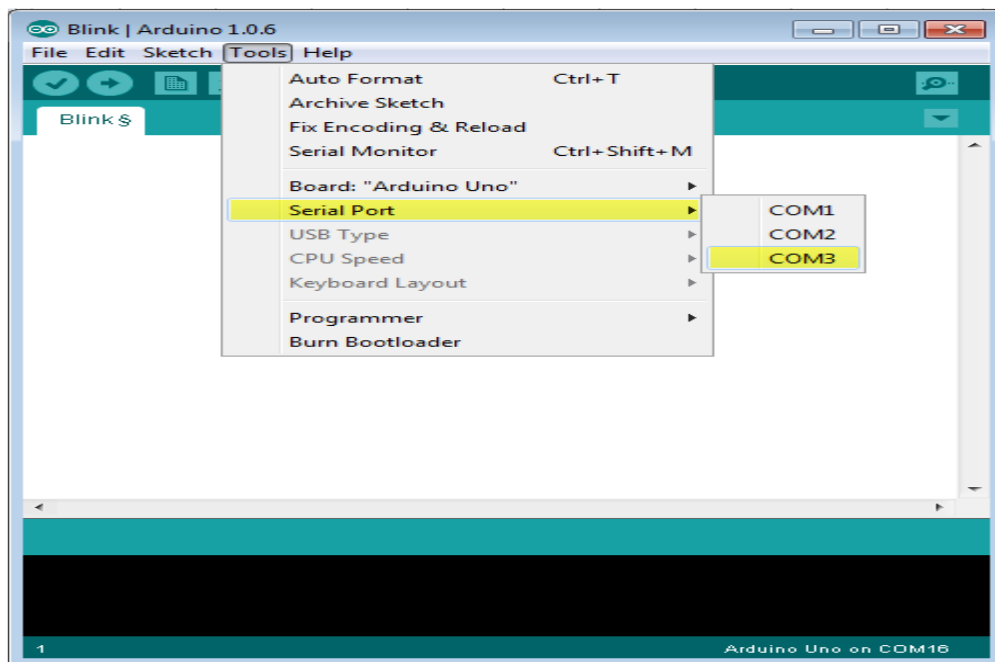 Blink | Arduino 1.0.6
File Edit Sketch Tools Help
Blink §
Auto Format Ctrl+T
Archive Sketch
Fix Encoding & Reload
Serial Monitor Ctrl+Shift+M
Board: "Arduino Uno"
Serial Port
COM1
USB Type
COM2
CPU Speed
COM3
Keyboard Layout
Programmer
Burn Bootloader
1 Arduino Uno on COM16